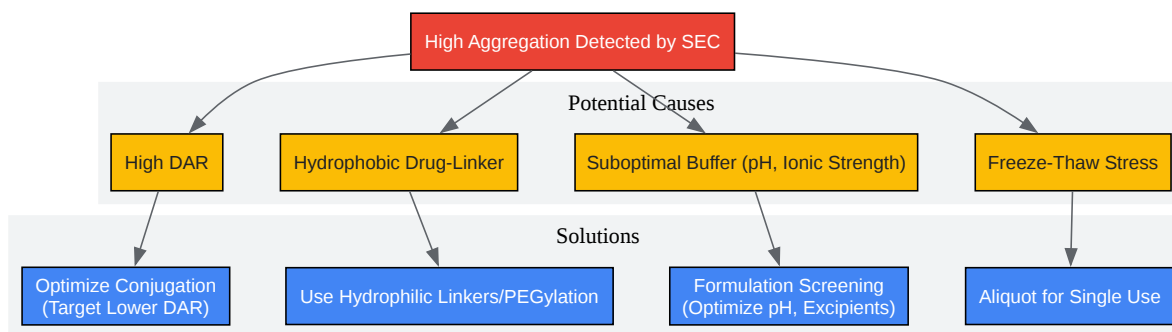 High Aggregation Detected by SEC
Potential Causes
High DAR
Hydrophobic Drug-Linker
Suboptimal Buffer (pH, Ionic Strength)
Freeze-Thaw Stress
Solutions
Optimize Conjugation
(Target Lower DAR)
Use Hydrophilic Linkers/PEGylation
Formulation Screening
(Optimize pH, Excipients)
Aliquot for Single Use